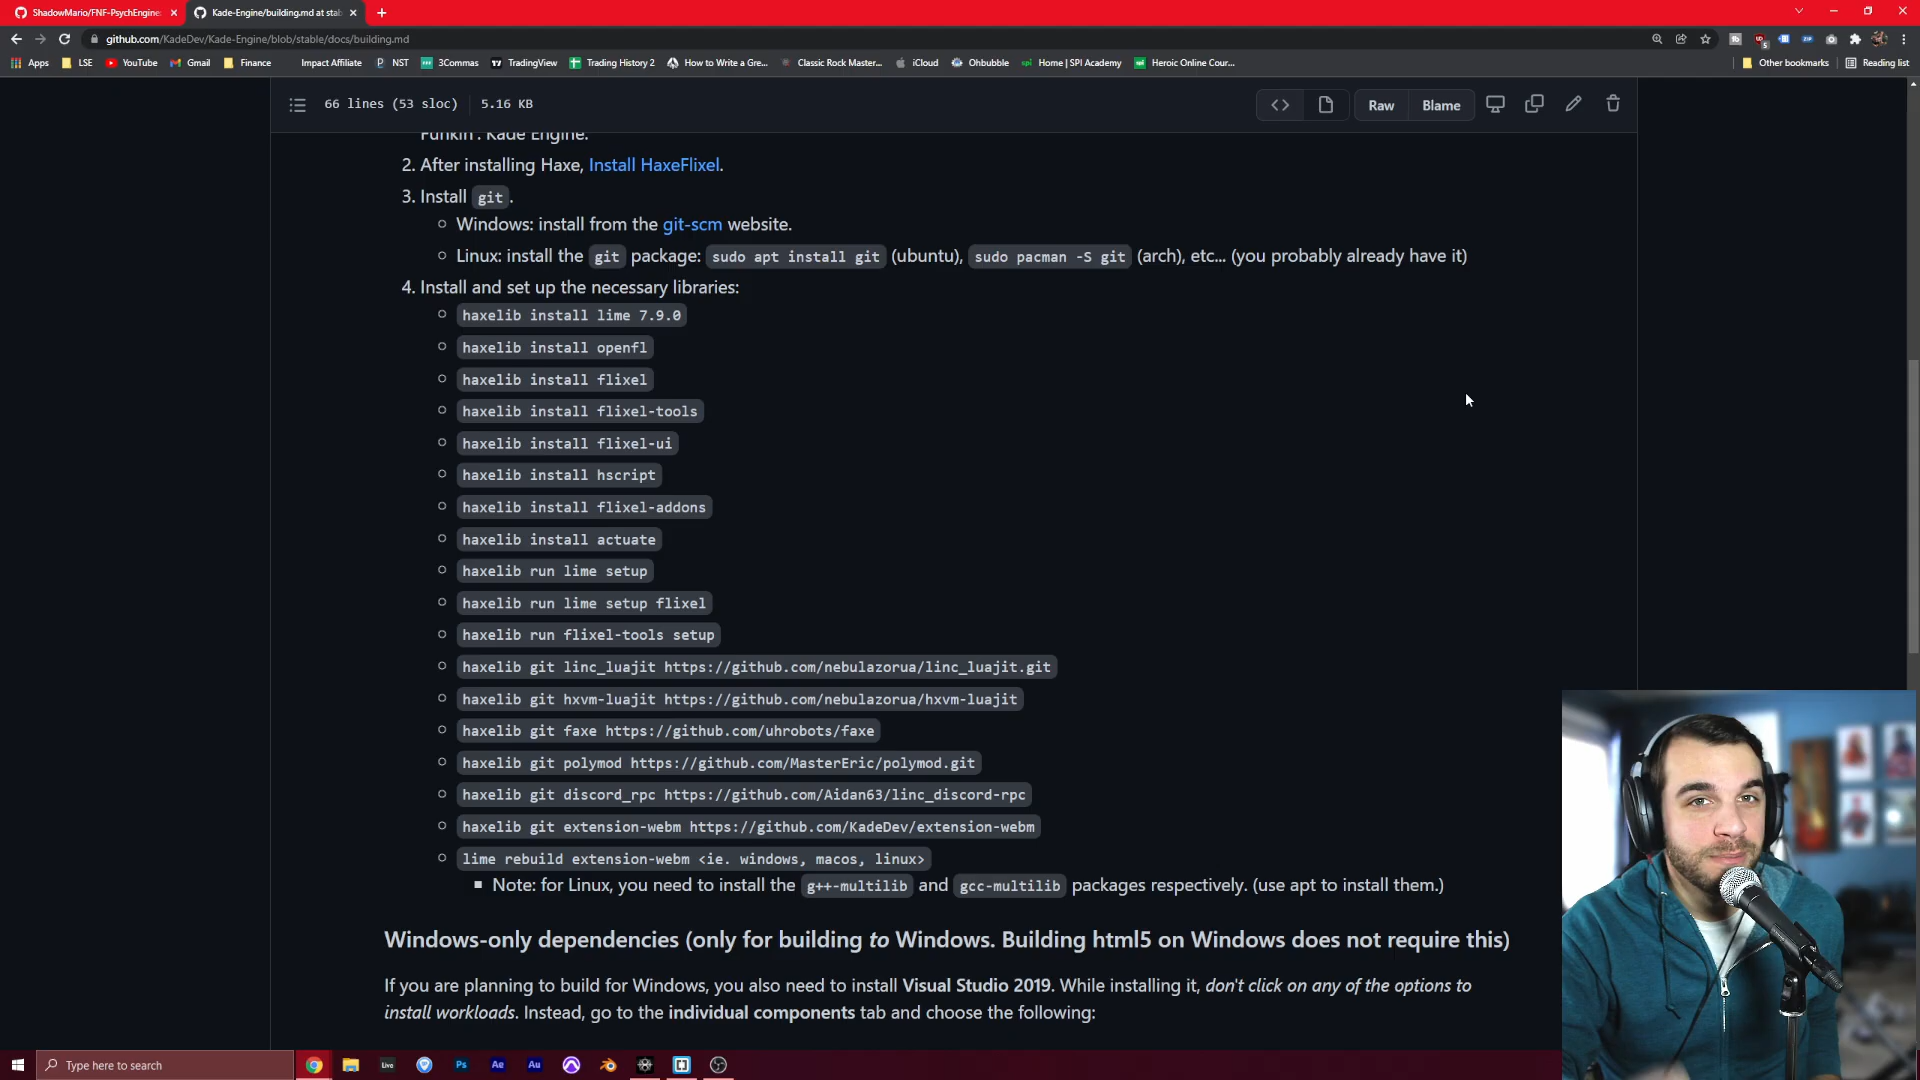 ShadowMario/FNF-PsychEngine:
Kade-Engine/building.md at stab
github.com/KadeDev/Kade-Engine/blob/stable/docs/building.md
Apps
LSE
YouTube
Gmail
Finance
Impact Affiliate
NST
3Commas
TradingView
Trading History 2
How to Write a Gre...
Classic Rock Master...
iCloud
Ohbubble
Home | SPI Academy
Heroic Online Cour...
Other bookmarks
Reading list
66 lines (53 sloc)
5.16 KB
Raw
Blame
Funkin': Kade Engine.
2. After installing Haxe, Install HaxeFlixel.
3. Install git.
Windows: install from the git-scm website.
Linux: install the git package: sudo apt install git (ubuntu), sudo pacman -S git (arch), etc... (you probably already have it)
4. Install and set up the necessary libraries:
haxelib install lime 7.9.0
haxelib install openfl
haxelib install flixel
haxelib install flixel-tools
haxelib install flixel-ui
haxelib install hscript
haxelib install flixel-addons
haxelib install actuate
haxelib run lime setup
haxelib run lime setup flixel
haxelib run flixel-tools setup
haxelib git linc_luajit https://github.com/nebulazorua/linc_luajit.git
haxelib git hxvm-luajit https://github.com/nebulazorua/hxvm-luajit
haxelib git faxe https://github.com/uhrobots/faxe
haxelib git polymod https://github.com/MasterEric/polymod.git
haxelib git discord_rpc https://github.com/Aidan63/linc_discord-rpc
haxelib git extension-webm https://github.com/KadeDev/extension-webm
lime rebuild extension-webm <ie. windows, macos, linux>
Note: for Linux, you need to install the g++-multilib and gcc-multilib packages respectively. (use apt to install them.)
Windows-only dependencies (only for building to Windows. Building html5 on Windows does not require this)
If you are planning to build for Windows, you also need to install Visual Studio 2019. While installing it, don't click on any of the options to
install workloads. Instead, go to the individual components tab and choose the following:
Type here to search
Live
Ps
Ae
Au